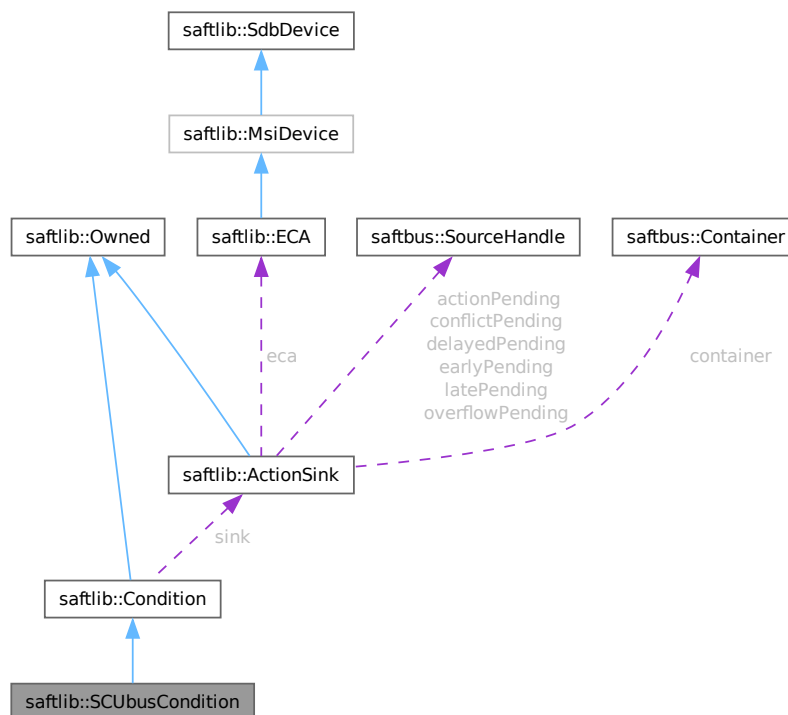 saftlib::SdbDevice
saftlib::MsiDevice
saftlib::Owned
saftlib::ECA
saftbus::SourceHandle
saftbus::Container
actionPending
conflictPending
delayedPending
earlyPending
latePending
overflowPending
eca
container
saftlib::ActionSink
sink
saftlib::Condition
saftlib::SCUbusCondition